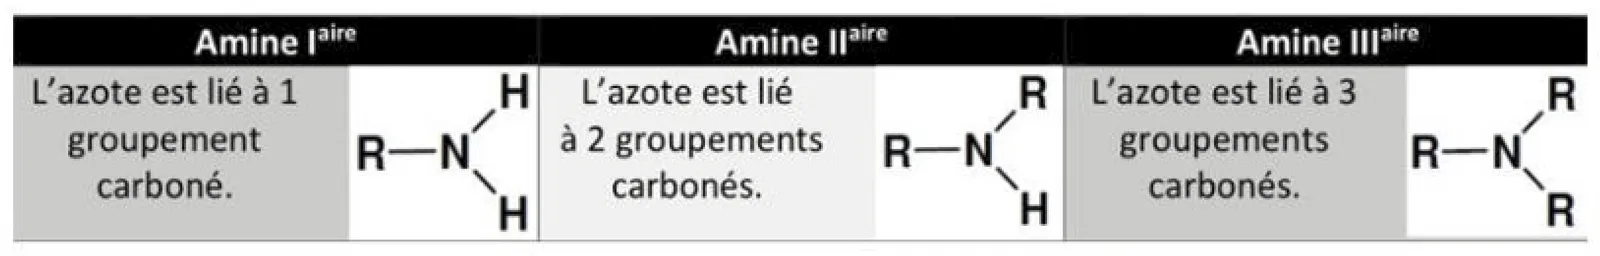 Amine Iaire
Amine IIaire
Amine IIIaire
L'azote est lié à 1
groupement
carboné.
H
R—N
H
L'azote est lié
à 2 groupements
carbonés.
R
R—N
H
L'azote est lié à 3
groupements
carbonés.
R
R—N
R